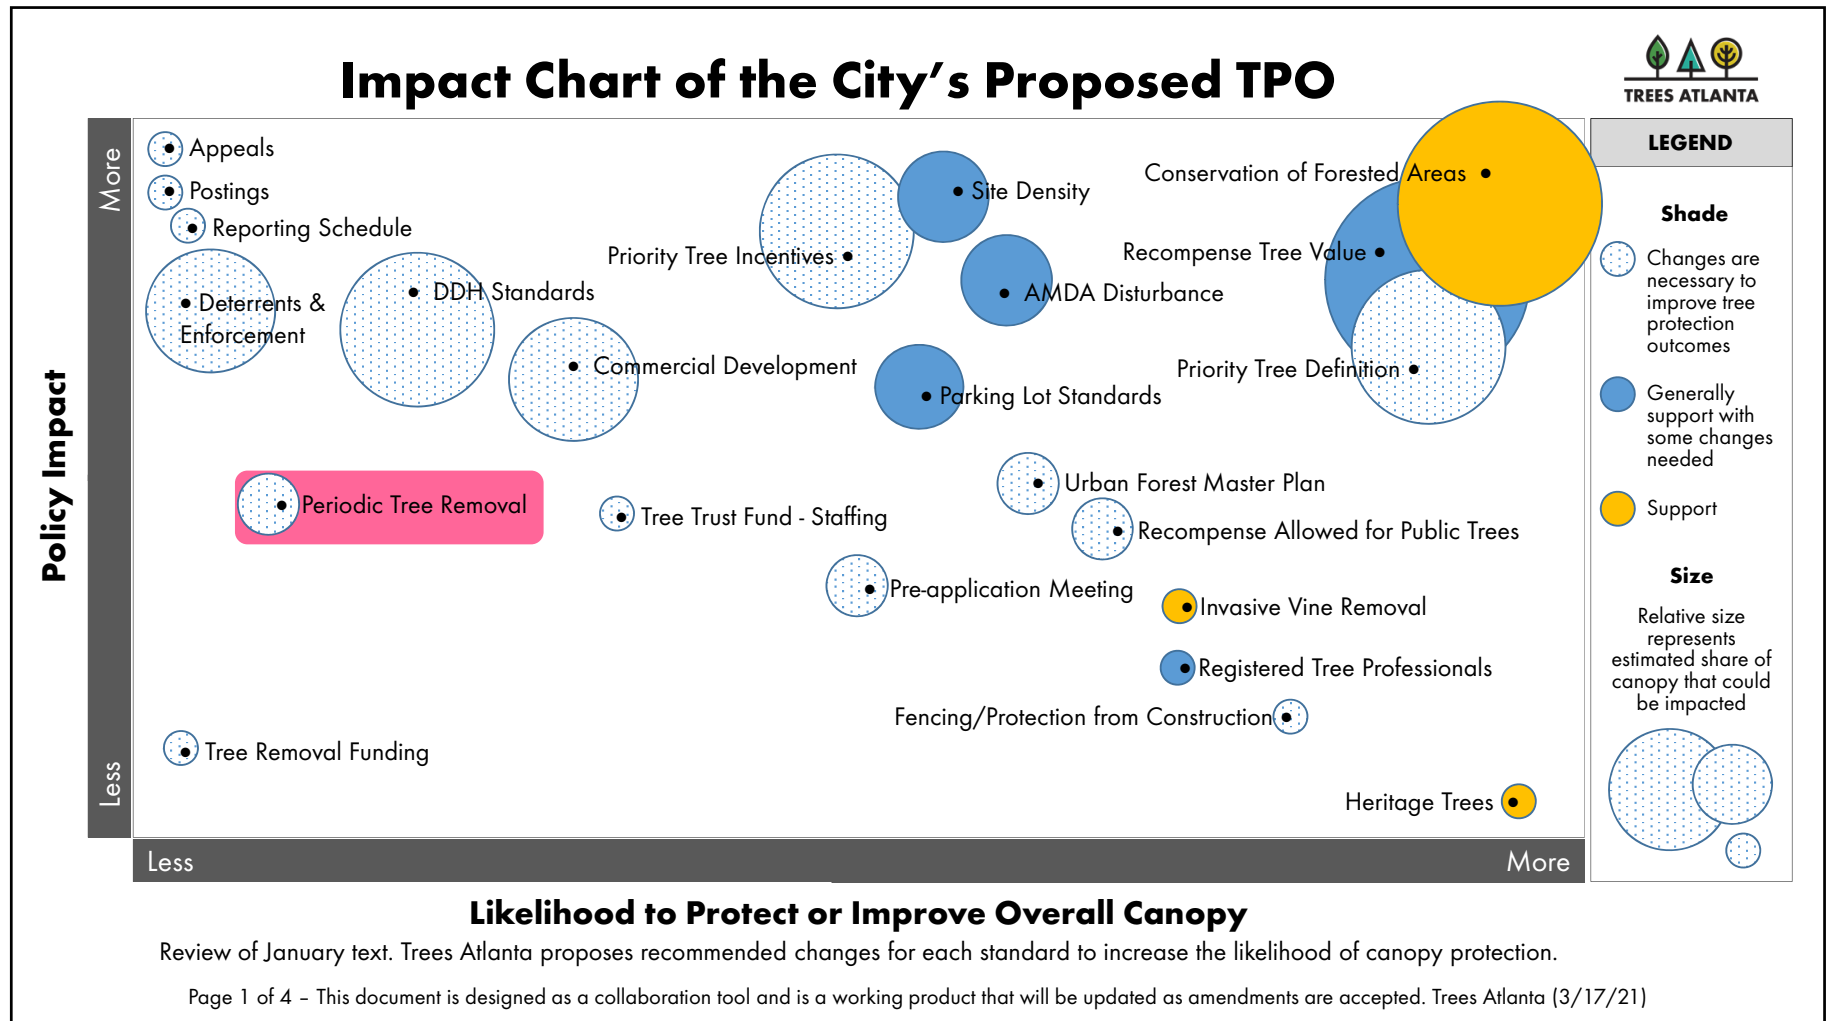 Impact Chart of the City's Proposed TPO
TREES ATLANTA
More
Policy Impact
Less
Appeals
Postings
Reporting Schedule
Deterrents &
Enforcement
DDH Standards
Commercial Development
Priority Tree Incentives
Site Density
AMDA Disturbance
Parking Lot Standards
Conservation of Forested Areas
Recompense Tree Value
Priority Tree Definition
Periodic Tree Removal
Tree Trust Fund - Staffing
Urban Forest Master Plan
Recompense Allowed for Public Trees
Pre-application Meeting
Invasive Vine Removal
Registered Tree Professionals
Fencing/Protection from Construction
Tree Removal Funding
Heritage Trees
LEGEND
Shade
Changes are
necessary to
improve tree
protection
outcomes
Generally
support with
some changes
needed
Support
Size
Relative size
represents
estimated share of
canopy that could
be impacted
Less
More
Likelihood to Protect or Improve Overall Canopy
Review of January text. Trees Atlanta proposes recommended changes for each standard to increase the likelihood of canopy protection.
Page 1 of 4 – This document is designed as a collaboration tool and is a working product that will be updated as amendments are accepted. Trees Atlanta (3/17/21)